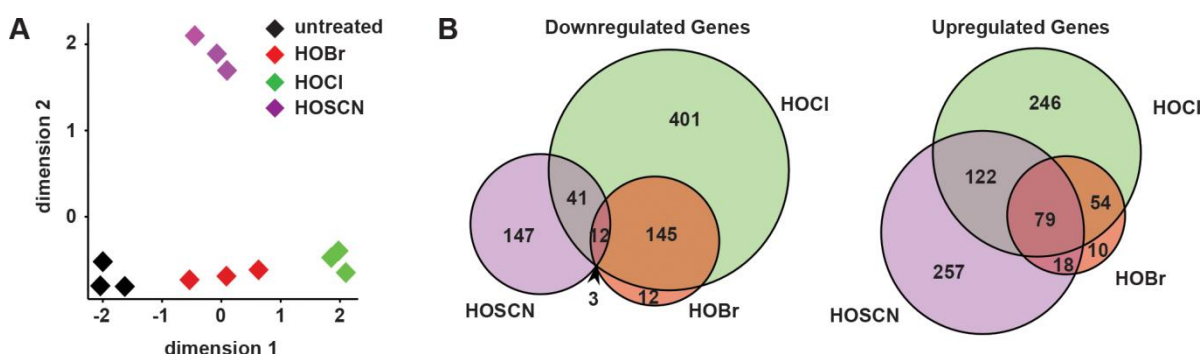 A
untreated
HOBr
HOCl
HOSCN
dimension 2
2
1
0
-2
-1
0
1
2
dimension 1
B
Downregulated Genes
HOCl
401
41
147
12
145
3
12
HOSCN
HOBr
Upregulated Genes
HOCl
246
122
79
54
18
10
257
HOBr
HOSCN